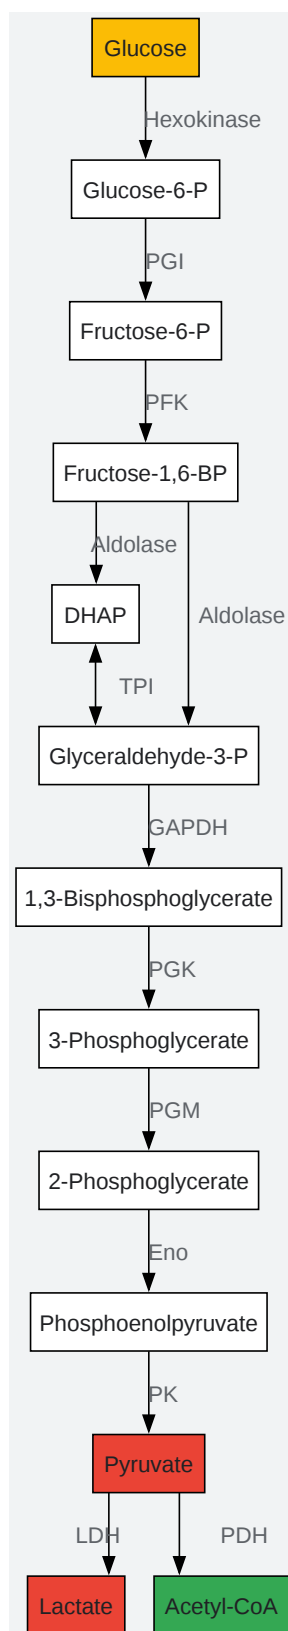 Glucose
Hexokinase
Glucose-6-P
PGI
Fructose-6-P
PFK
Fructose-1,6-BP
Aldolase
DHAP
Aldolase
TPI
Glyceraldehyde-3-P
GAPDH
1,3-Bisphosphoglycerate
PGK
3-Phosphoglycerate
PGM
2-Phosphoglycerate
Eno
Phosphoenolpyruvate
PK
Pyruvate
LDH
PDH
Lactate
Acetyl-CoA